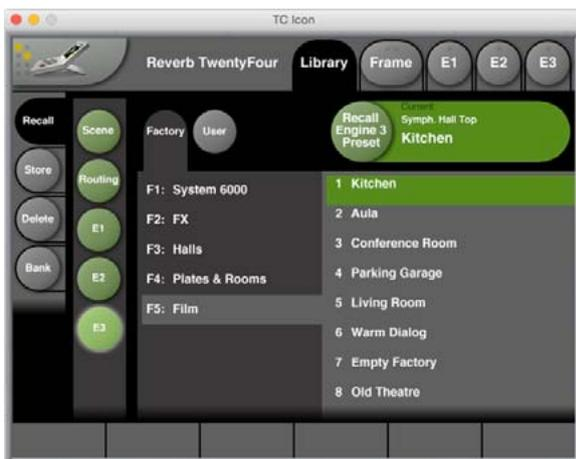 TC Icon
Reverb TwentyFour
Library
Frame
E1
E2
E3
Recall
Store
Delete
Bank
Scene
Routing
E1
E2
E3
Factory
User
Recall
Engine 3
Preset
Current:
Symph. Hall Top
Kitchen
F1: System 6000
F2: FX
F3: Halls
F4: Plates & Rooms
F5: Film
1 Kitchen
2 Aula
3 Conference Room
4 Parking Garage
5 Living Room
6 Warm Dialog
7 Empty Factory
8 Old Theatre